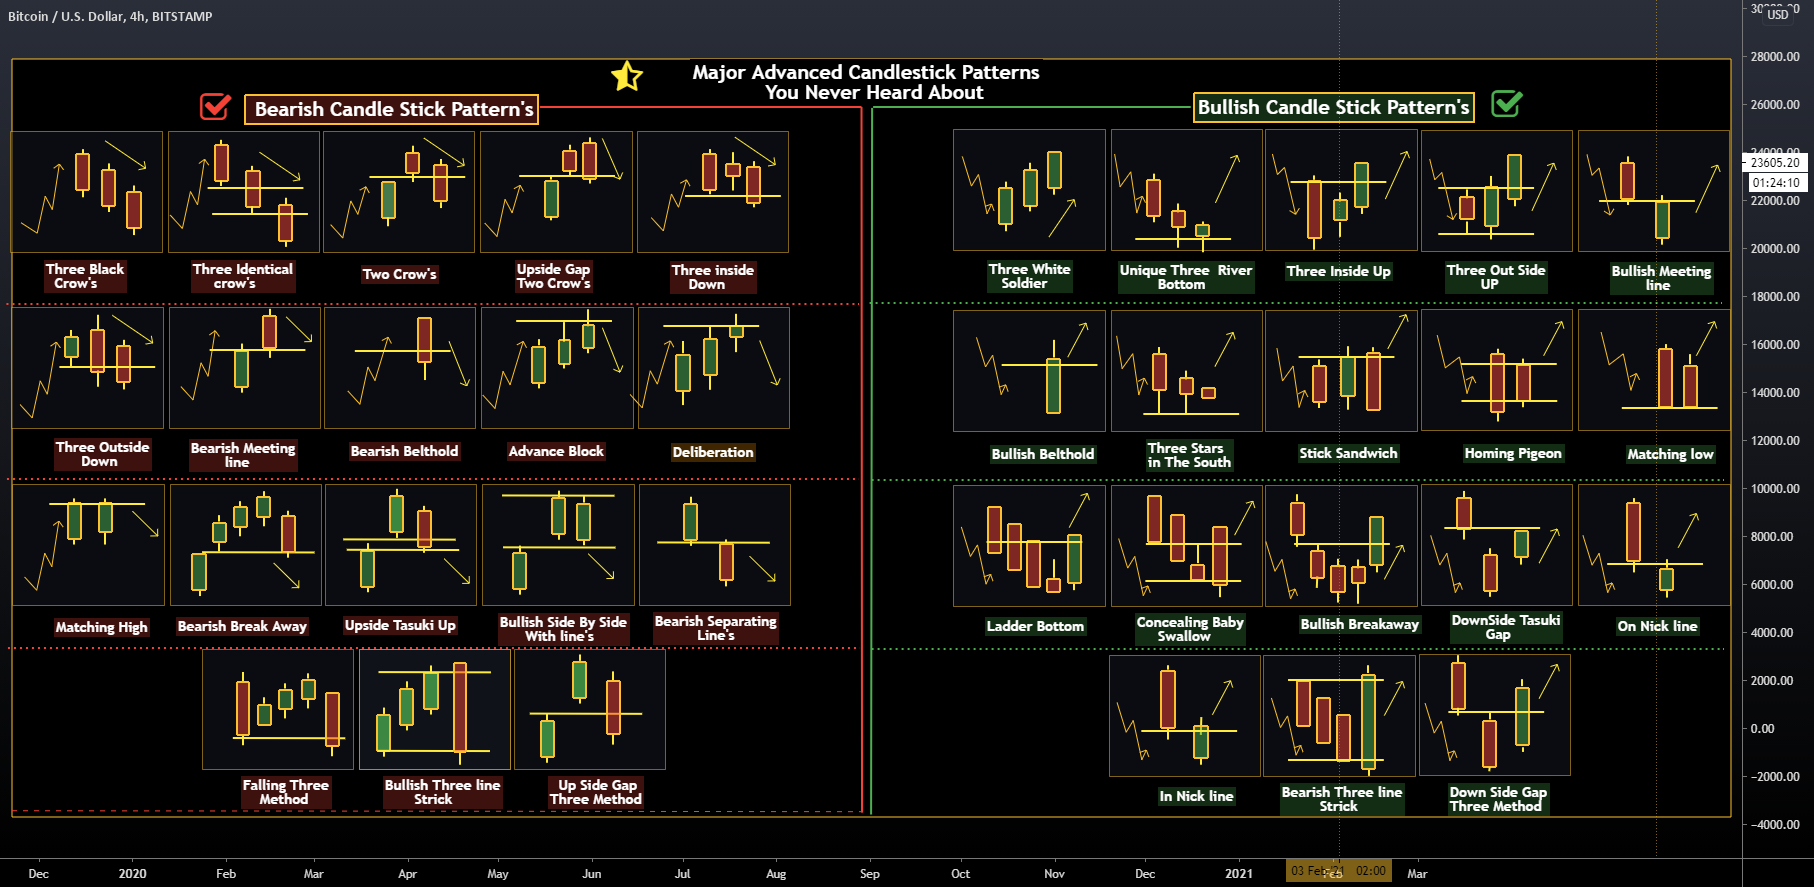 Bitcoin / U.S. Dollar, 4h, BITSTAMP
USD
28000.00
26000.00
24000.00
23605.20
01:24:10
22000.00
20000.00
18000.00
16000.00
14000.00
12000.00
10000.00
8000.00
6000.00
4000.00
2000.00
0.00
−2000.00
−4000.00
Major Advanced Candlestick Patterns
You Never Heard About
Bearish Candle Stick Pattern's
Three Black
Crow's
Three Identical
crow's
Two Crow's
Upside Gap
Two Crow's
Three inside
Down
Three Outside
Down
Bearish Meeting
line
Bearish Belthold
Advance Block
Deliberation
Matching High
Bearish Break Away
Upside Tasuki Up
Bullish Side By Side
With line's
Bearish Separating
Line's
Falling Three
Method
Bullish Three line
Strick
Up Side Gap
Three Method
Bullish Candle Stick Pattern's
Three White
Soldier
Unique Three River
Bottom
Three Inside Up
Three Out Side
UP
Bullish Meeting
line
Bullish Belthold
Three Stars
in The South
Stick Sandwich
Homing Pigeon
Matching low
Ladder Bottom
Concealing Baby
Swallow
Bullish Breakaway
DownSide Tasuki
Gap
On Nick line
In Nick line
Bearish Three line
Strick
Down Side Gap
Three Method
Dec
2020
Feb
Mar
Apr
May
Jun
Jul
Aug
Sep
Oct
Nov
Dec
2021
03 Feb '21 02:00
Mar